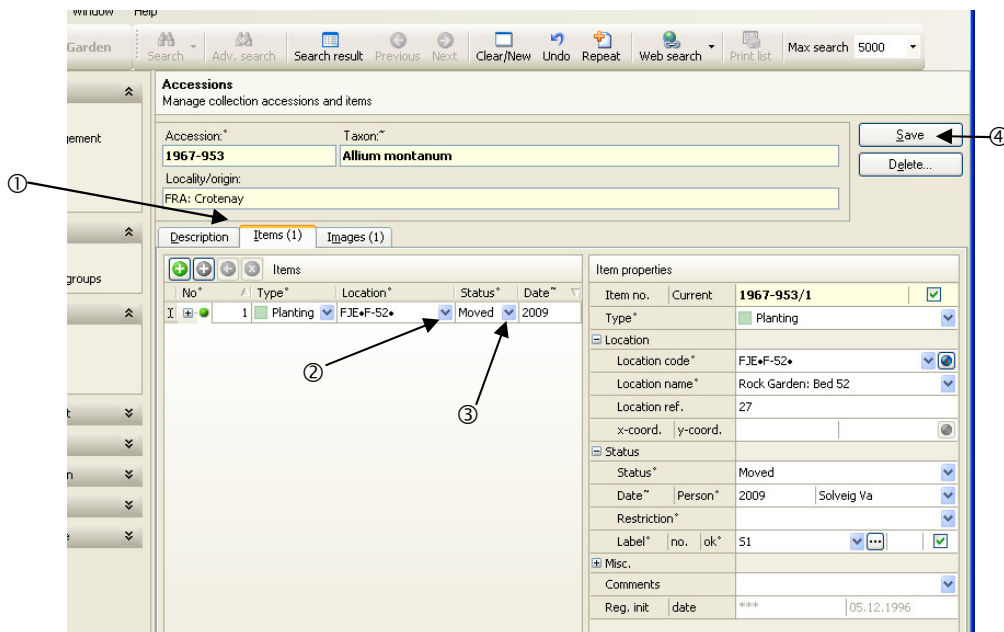 Window Help
Garden Search Adv. search Search result Previous Next Clear/New Undo Repeat Web search Print list Max search 5000
Accessions
Manage collection accessions and items
Accession:* Taxon:~
1967-953 Allium montanum
Locality/origin:
FRA: Crotenay
Save ④
Delete...
①
Description Items (1) Images (1)
Items
No* Type* Location* Status* Date~
1 Planting FJE•F-52• Moved 2009
②
③
Item properties
Item no. Current 1967-953/1
Type* Planting
Location
Location code* FJE•F-52•
Location name* Rock Garden: Bed 52
Location ref. 27
x-coord. y-coord.
Status
Status* Moved
Date~ Person* 2009 Solveig Va
Restriction*
Label* no. ok* S1
Misc.
Comments
Reg. init date *** 05.12.1996
groups